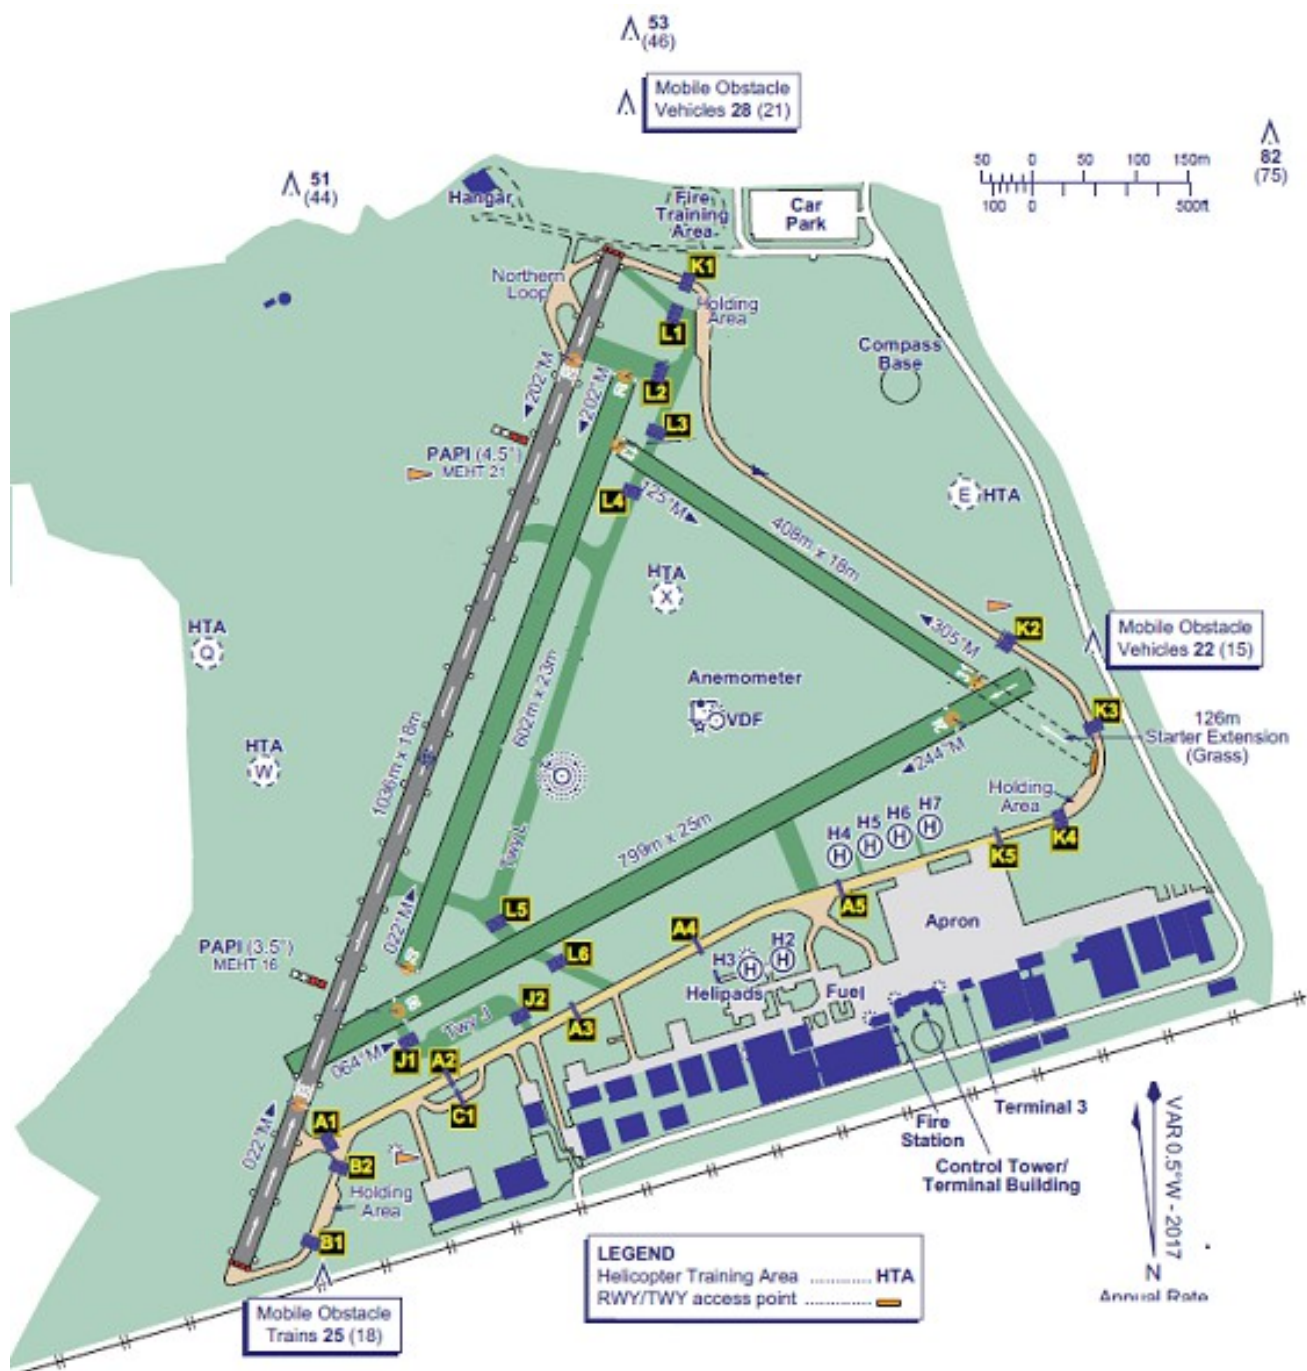 53
(46)
Mobile Obstacle
Vehicles 28 (21)
82
(75)
50 0 50 100 150m
100 0 500ft
51
(44)
Hangar
Fire
Training
Area
Car
Park
Northern
Loop
K1
Holding
Area
L1
Compass
Base
L2
202°M
202°M
L3
PAPI (4.5°)
MEHT 21
L4
125°M
E HTA
408m x 18m
HTA
X
HTA
Q
305°M
K2
Mobile Obstacle
Vehicles 22 (15)
Anemometer
VDF
602m x 23m
1036m x 18m
K3
126m
Starter Extension
(Grass)
HTA
W
244°M
Holding
Area
H4
H5
H6
H7
799m x 25m
Twy L
K4
K5
A5
L5
Apron
022°M
A4
PAPI (3.5°)
MEHT 16
L6
H3
H
H2
H
Helipads
Fuel
J2
Twy J
A3
064°M
J1
A2
C1
Terminal 3
Fire
Station
022°M
A1
B2
Control Tower/
Terminal Building
Holding
Area
B1
VAR 0.5°W - 2017
N
Annual Rate
LEGEND
Helicopter Training Area ............ HTA
RWY/TWY access point ..............
Mobile Obstacle
Trains 25 (18)